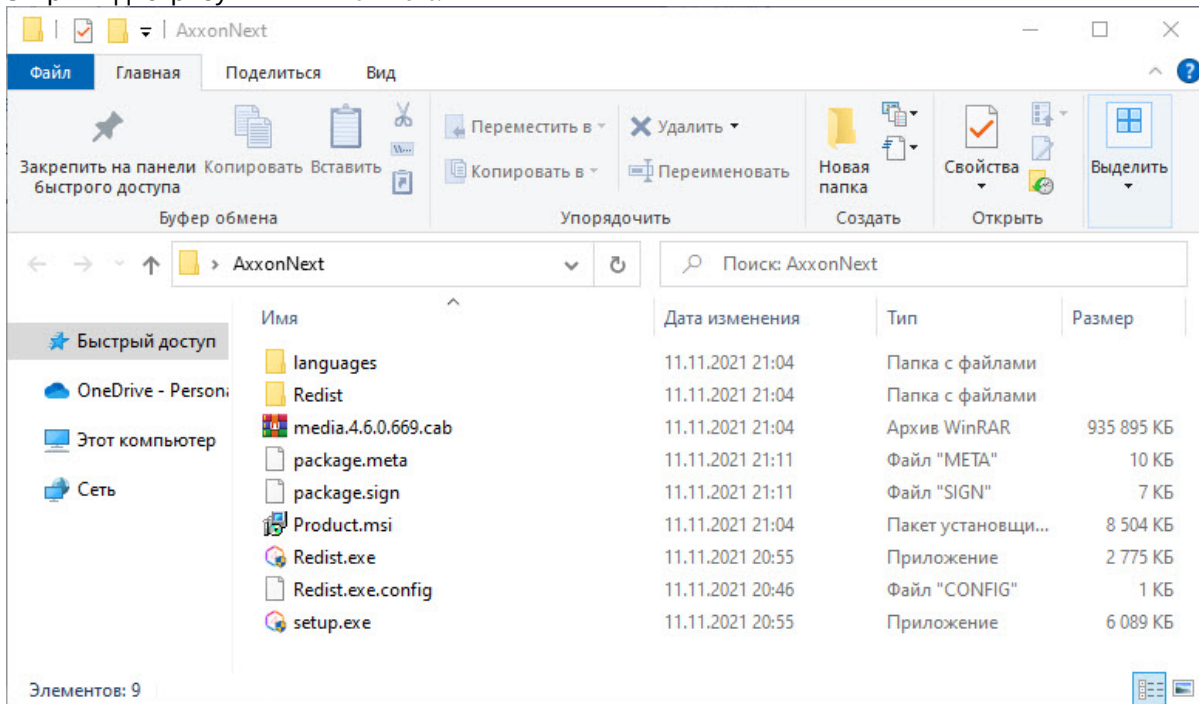 AxxonNext
Файл Главная Поделиться Вид
Закрепить на панели быстрого доступа
Копировать
Вставить
Переместить в
Копировать в
Удалить
Переименовать
Новая папка
Свойства
Выделить
Буфер обмена
Упорядочить
Создать
Открыть
AxxonNext
Поиск: AxxonNext
Имя Дата изменения Тип Размер
Быстрый доступ
OneDrive - Persona
Этот компьютер
Сеть
languages 11.11.2021 21:04 Папка с файлами
Redist 11.11.2021 21:04 Папка с файлами
media.4.6.0.669.cab 11.11.2021 21:04 Архив WinRAR 935 895 КБ
package.meta 11.11.2021 21:11 Файл "META" 10 КБ
package.sign 11.11.2021 21:11 Файл "SIGN" 7 КБ
Product.msi 11.11.2021 21:04 Пакет установщи... 8 504 КБ
Redist.exe 11.11.2021 20:55 Приложение 2 775 КБ
Redist.exe.config 11.11.2021 20:46 Файл "CONFIG" 1 КБ
setup.exe 11.11.2021 20:55 Приложение 6 089 КБ
Элементов: 9